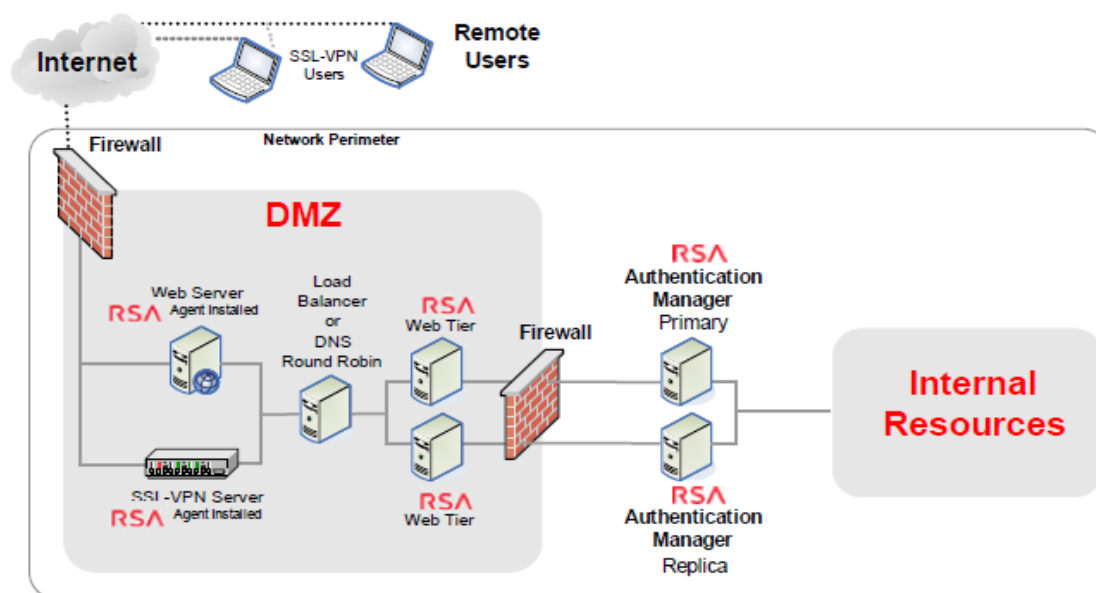 Internet
SSL-VPN
Users
Remote
Users
Firewall
Network Perimeter
DMZ
Web Server
RSA Agent Installed
Load
Balancer
or
DNS
Round Robin
RSA
Web Tier
Firewall
RSA
Authentication
Manager
Primary
Internal
Resources
SSL-VPN Server
RSA Agent Installed
RSA
Web Tier
RSA
Authentication
Manager
Replica